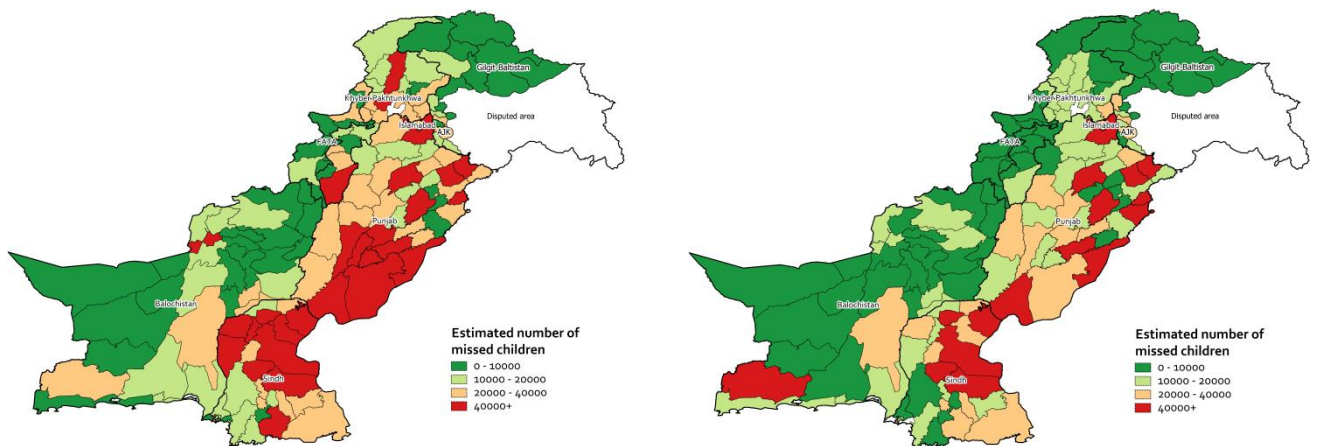 Gilgit-Baltistan
Khyber-Pakhtunkhwa
Disputed area
Islamabad
AJK
FATA
Punjab
Balochistan
Sindh
Estimated number of
missed children
0 - 10000
10000 - 20000
20000 - 40000
40000+
Gilgit-Baltistan
Khyber-Pakhtunkhwa
Disputed area
Islamabad
AJK
FATA
Punjab
Balochistan
Sindh
Estimated number of
missed children
0 - 10000
10000 - 20000
20000 - 40000
40000+